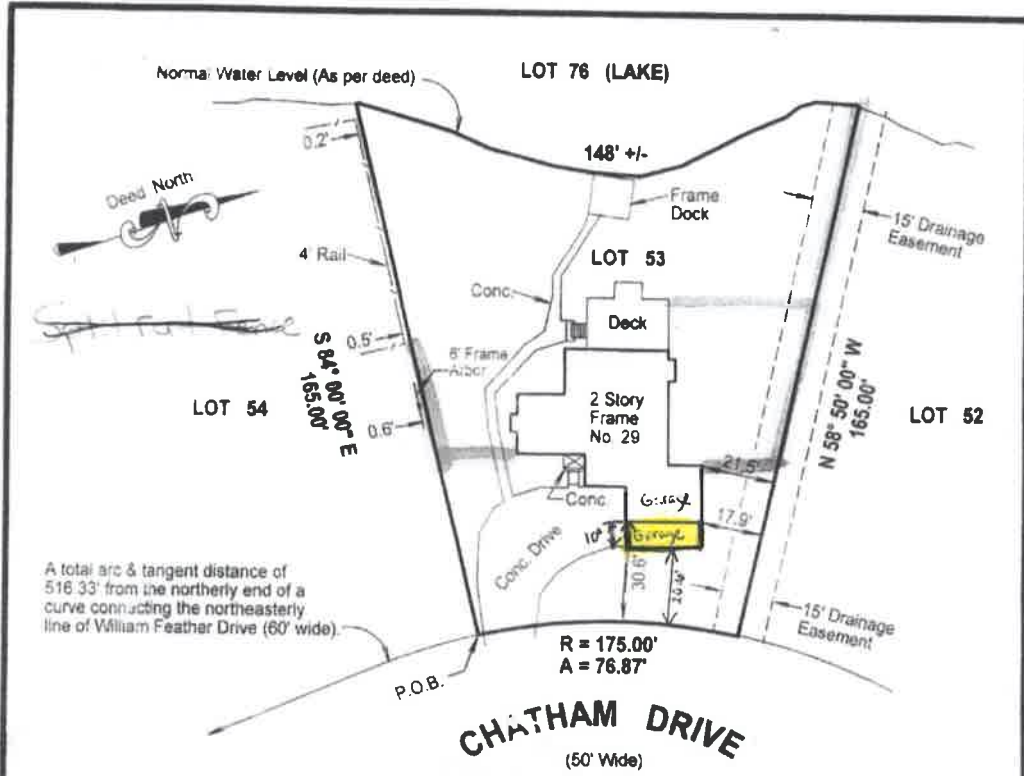 Normal Water Level (As per deed)
LOT 76 (LAKE)
0.2'
148' +/-
Deed North
Frame
Dock
15' Drainage
Easement
4' Rail
LOT 53
Conc.
Deck
0.5'
S 84° 00' 00" E
165.00'
6' Frame
Arbor
N 58° 50' 00" W
165.00'
LOT 54
2 Story
Frame
No. 29
LOT 52
0.6'
21.5'
Conc.
Garage
17.9'
10'
Garage
Conc. Drive
30.6'
20.6'
A total arc & tangent distance of
516.33' from the northerly end of a
curve connecting the northeasterly
line of William Feather Drive (60' wide).
15' Drainage
Easement
R = 175.00'
A = 76.87'
P.O.B.
CHATHAM DRIVE
(50' Wide)